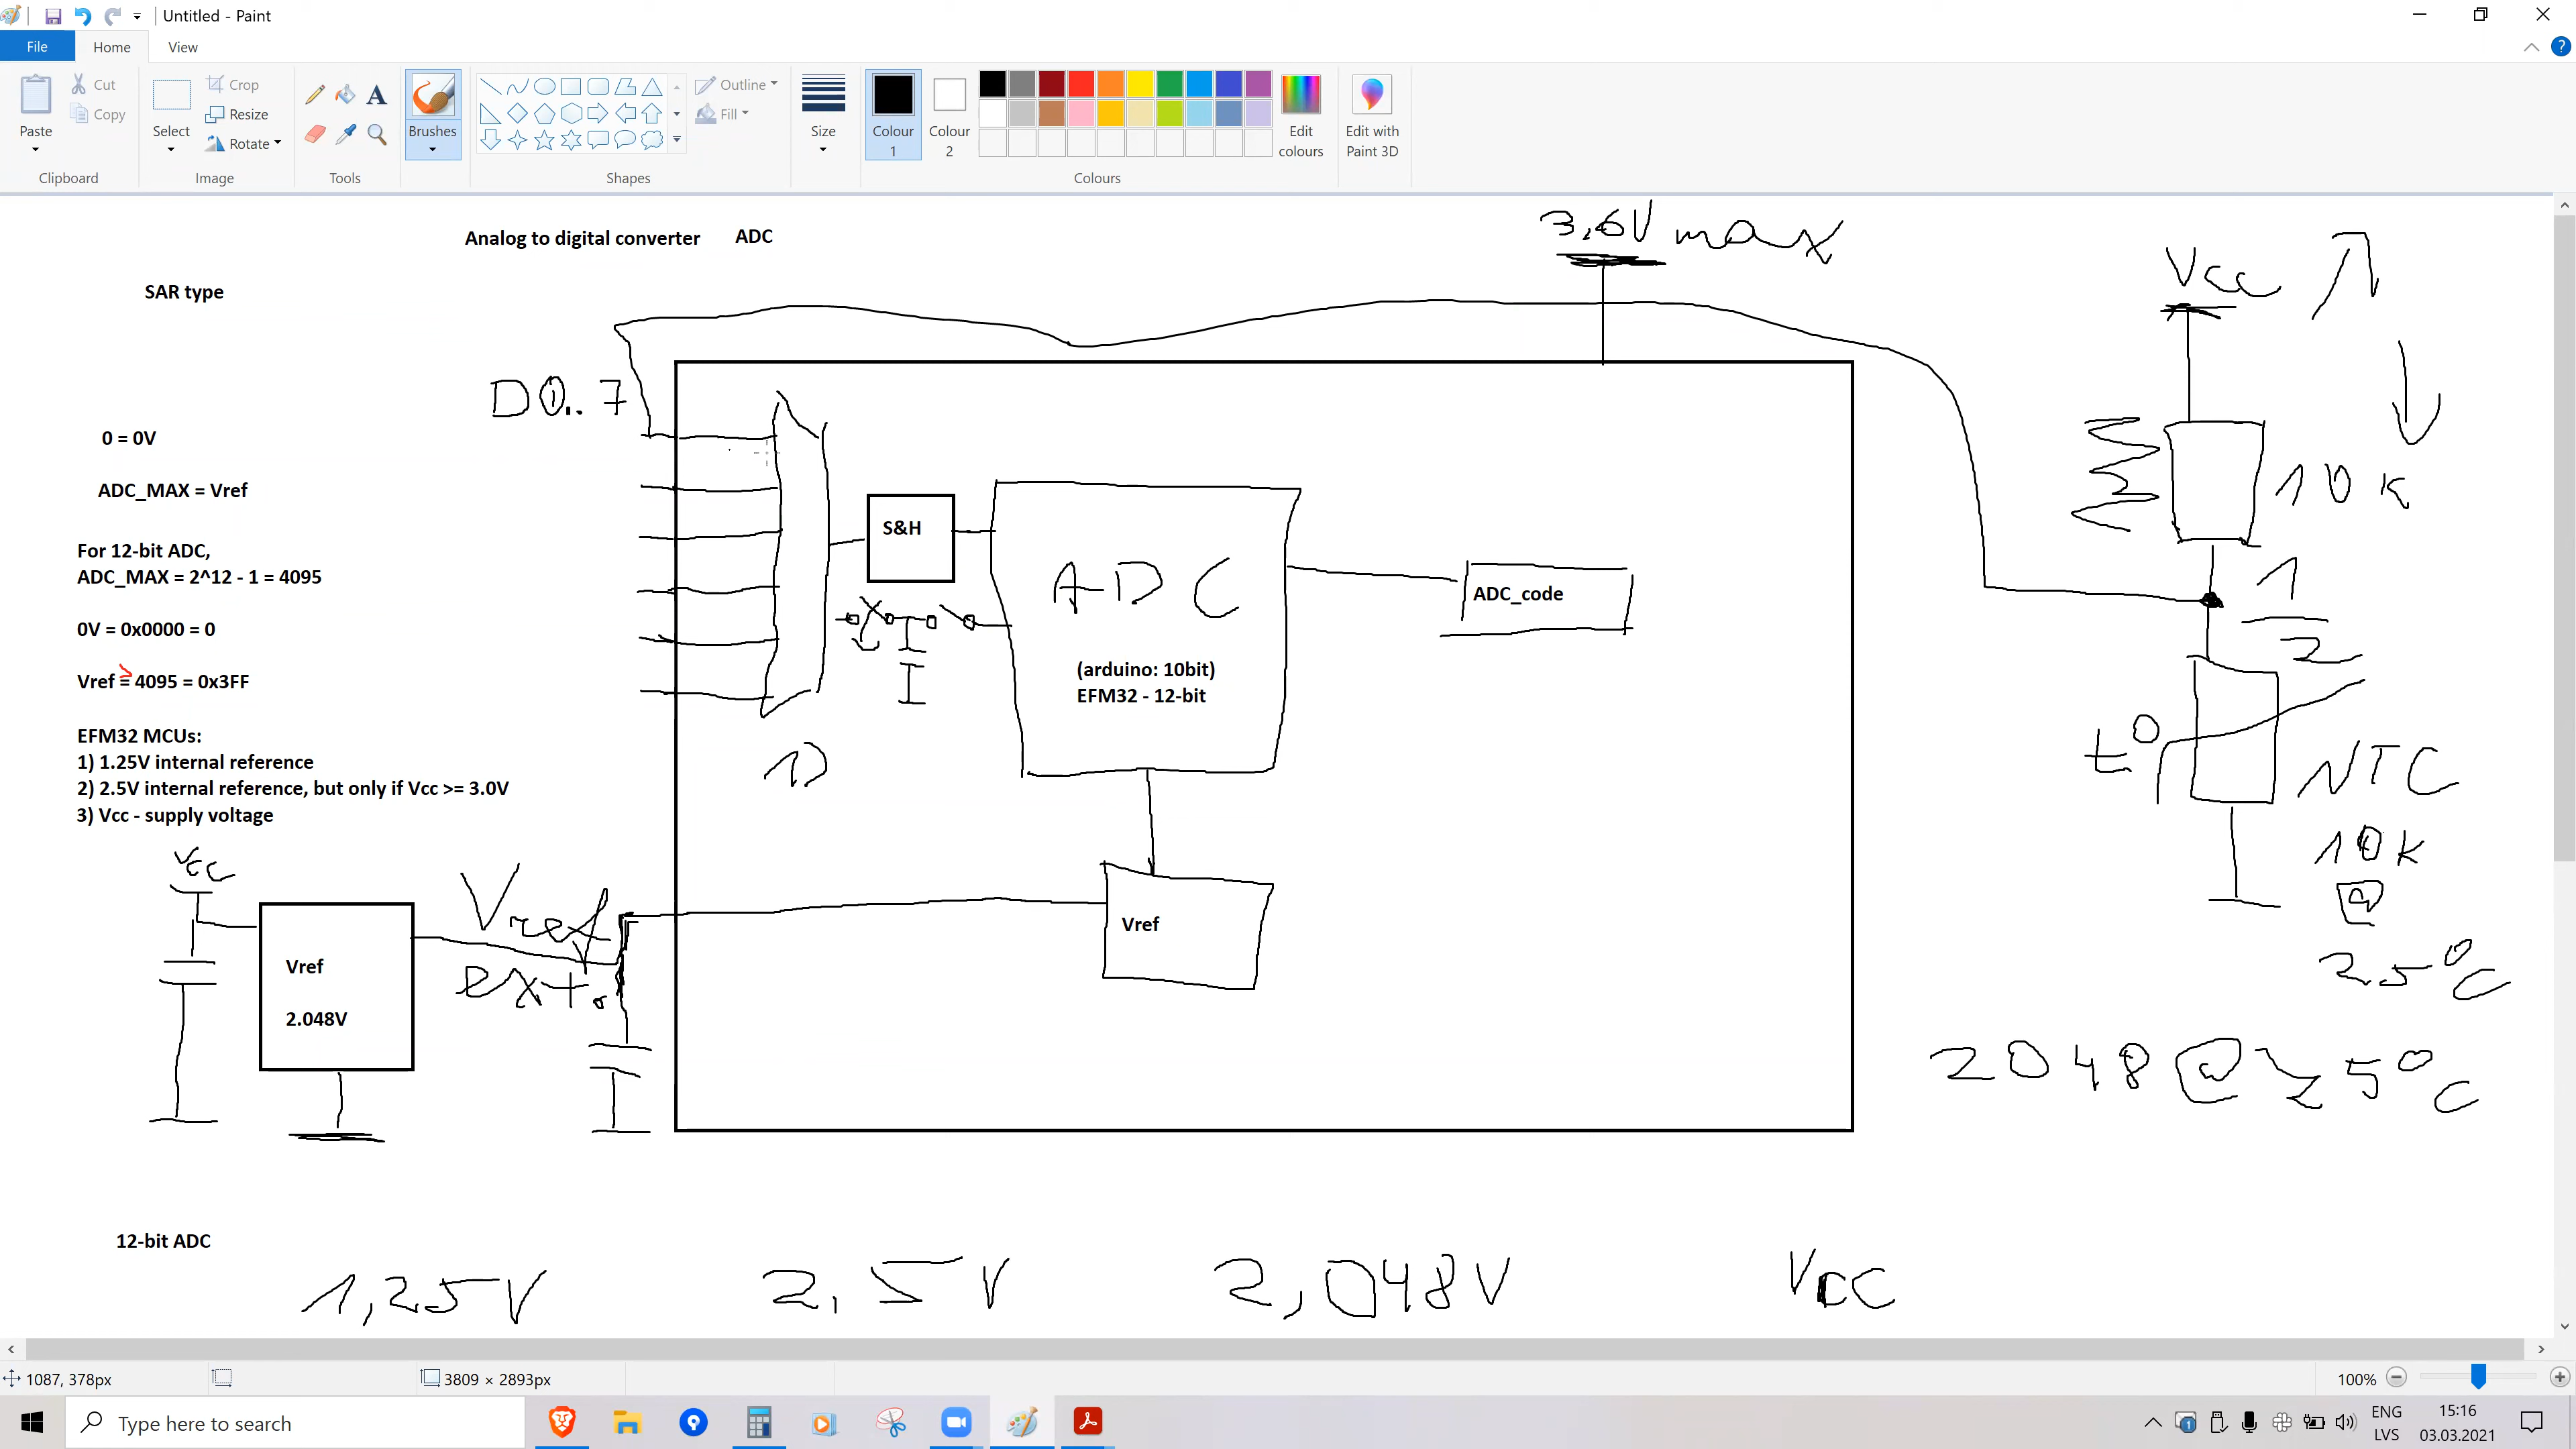 Untitled - Paint
File
Home
View
Paste
Cut
Copy
Clipboard
Select
Crop
Resize
Rotate
Image
Tools
Brushes
Shapes
Outline
Fill
Size
Colour
1
Colour
2
Edit
colours
Edit with
Paint 3D
Colours
Analog to digital converter
ADC
SAR type
3,6V max
Vcc
D0..7
0 = 0V
ADC_MAX = Vref
For 12-bit ADC,
ADC_MAX = 2^12 - 1 = 4095
0V = 0x0000 = 0
Vref = 4095 = 0x3FF
>
EFM32 MCUs:
1) 1.25V internal reference
2) 2.5V internal reference, but only if Vcc >= 3.0V
3) Vcc - supply voltage
S&H
ADC
(arduino: 10bit)
EFM32 - 12-bit
ADC_code
Vref
10k
1
2
t°
NTC
10k
@
25°C
2048@25°C
Vcc
Vref
2.048V
Vref
ext.
12-bit ADC
1,25V
2,5V
2,048V
Vcc
1087, 378px
3809 × 2893px
100%
Type here to search
1
ENG
LVS
15:16
03.03.2021